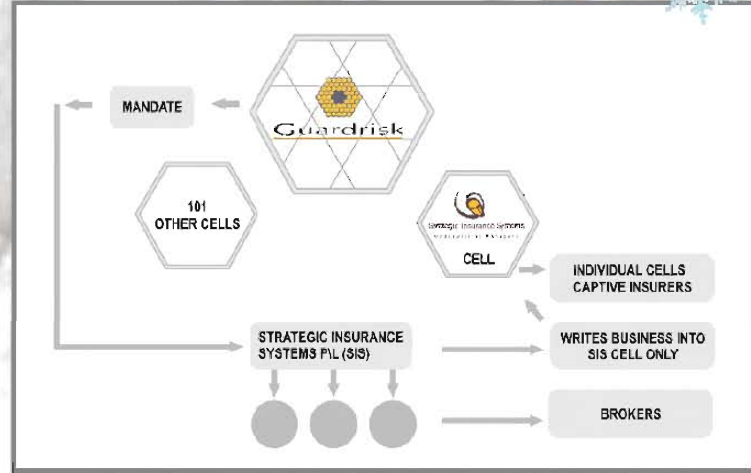 MANDATE
Guardrisk
101
OTHER CELLS
Strategic Insurance Systems
CELL
INDIVIDUAL CELLS
CAPTIVE INSURERS
STRATEGIC INSURANCE
SYSTEMS P\L (SIS)
WRITES BUSINESS INTO
SIS CELL ONLY
BROKERS